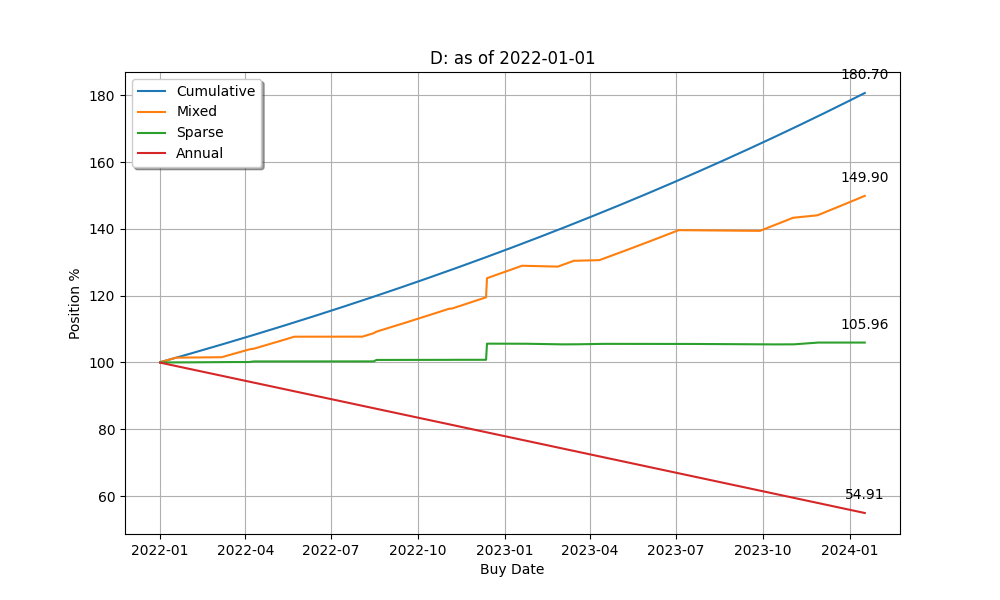 D: as of 2022-01-01
Cumulative
Mixed
Sparse
Annual
180.70
149.90
105.96
54.91
180
160
140
120
100
80
60
Position %
2022-01 2022-04 2022-07 2022-10 2023-01 2023-04 2023-07 2023-10 2024-01
Buy Date